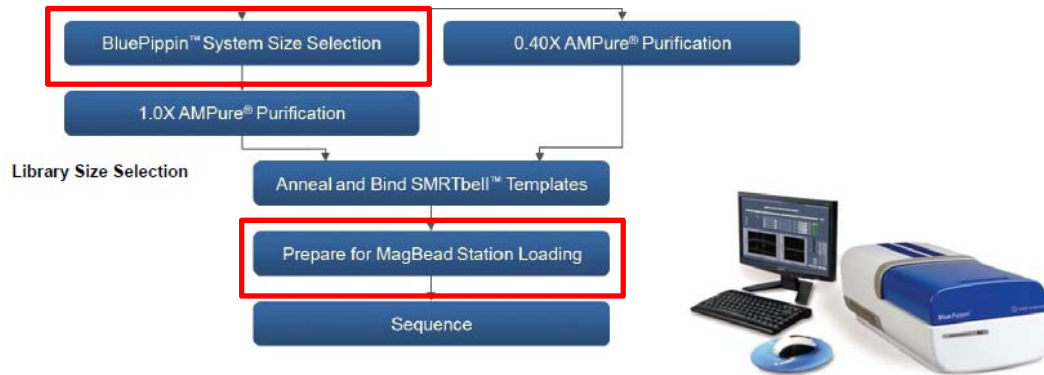 BluePippin™ System Size Selection
0.40X AMPure® Purification
1.0X AMPure® Purification
Library Size Selection
Anneal and Bind SMRTbell™ Templates
Prepare for MagBead Station Loading
Sequence
BluePippin